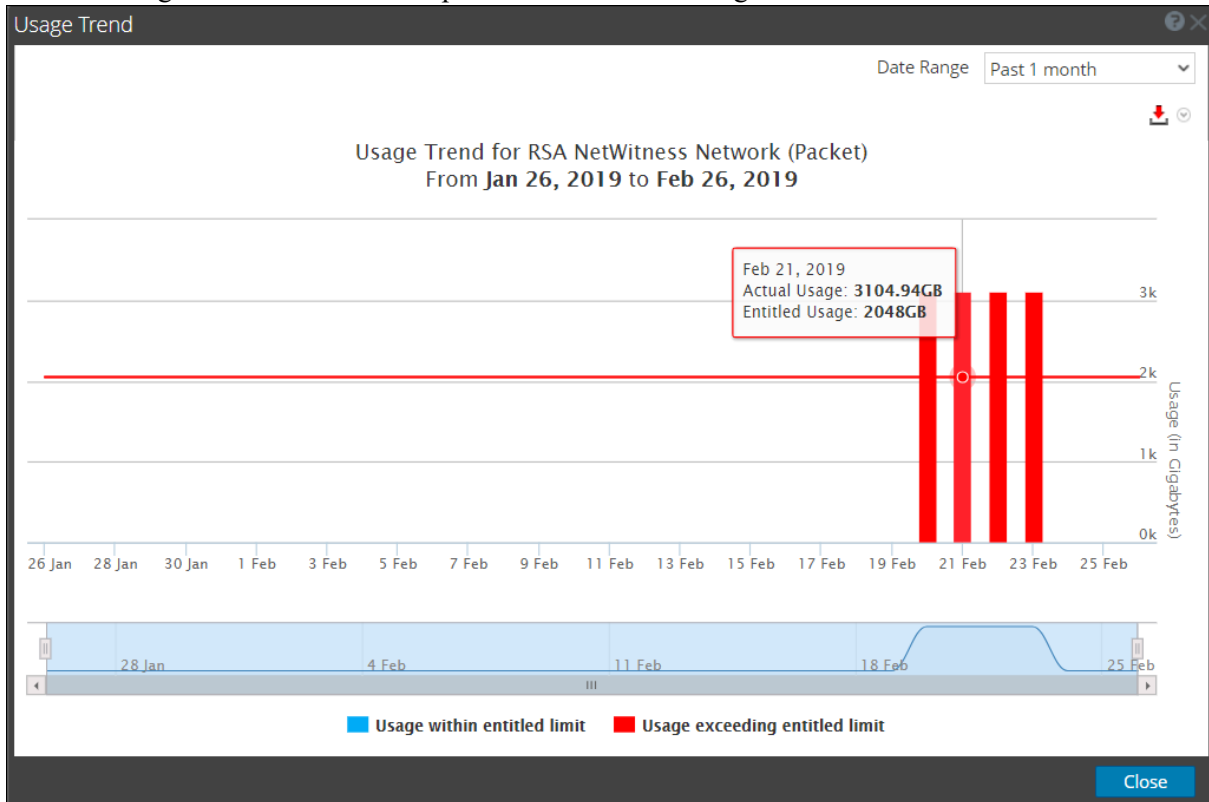 Usage Trend
Date Range Past 1 month
Usage Trend for RSA NetWitness Network (Packet)
From Jan 26, 2019 to Feb 26, 2019
Feb 21, 2019
Actual Usage: 3104.94GB
Entitled Usage: 2048GB
3k
2k
1k
0k
Usage (in Gigabytes)
26 Jan 28 Jan 30 Jan 1 Feb 3 Feb 5 Feb 7 Feb 9 Feb 11 Feb 13 Feb 15 Feb 17 Feb 19 Feb 21 Feb 23 Feb 25 Feb
28 Jan 4 Feb 11 Feb 18 Feb 25 Feb
Usage within entitled limit Usage exceeding entitled limit
Close